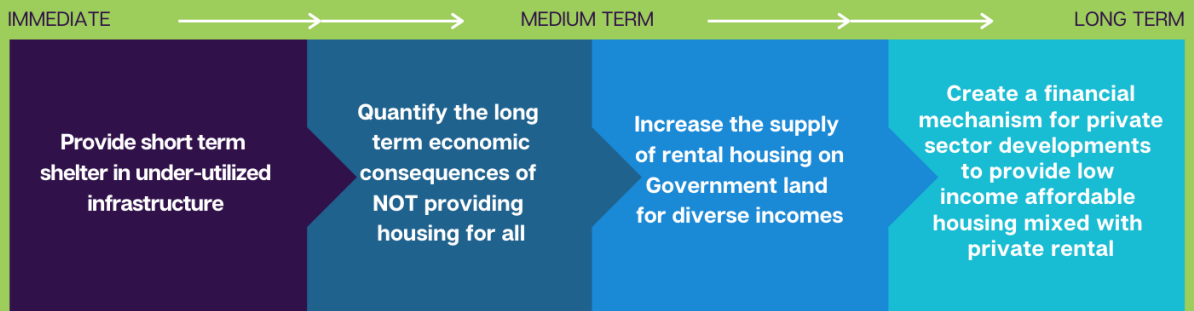 IMMEDIATE
MEDIUM TERM
LONG TERM
Provide short term
shelter in under-utilized
infrastructure
Quantify the long
term economic
consequences of
NOT providing
housing for all
Increase the supply
of rental housing on
Government land
for diverse incomes
Create a financial
mechanism for private
sector developments
to provide low
income affordable
housing mixed with
private rental